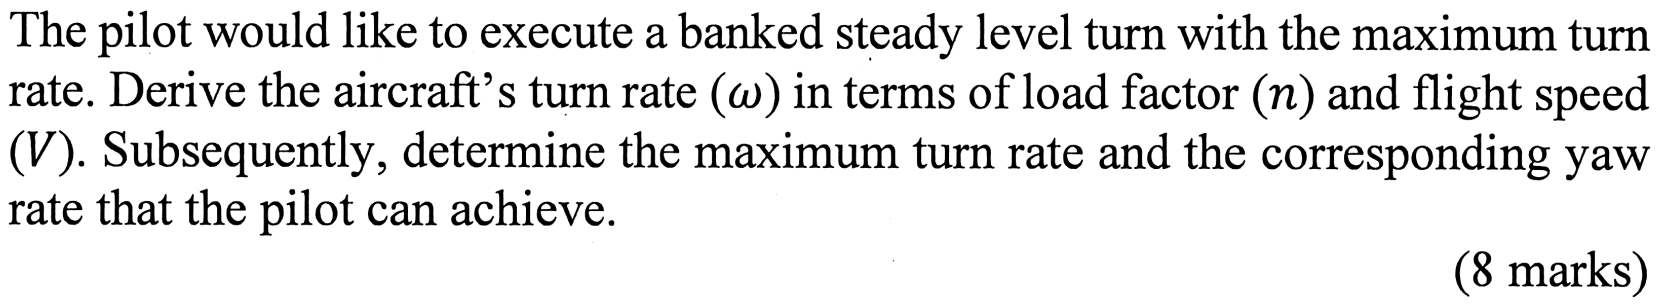 The pilot would like to execute a banked steady level turn with the maximum turn
rate. Derive the aircraft's turn rate (ω) in terms of load factor (n) and flight speed
(V). Subsequently, determine the maximum turn rate and the corresponding yaw
rate that the pilot can achieve.
(8 marks)